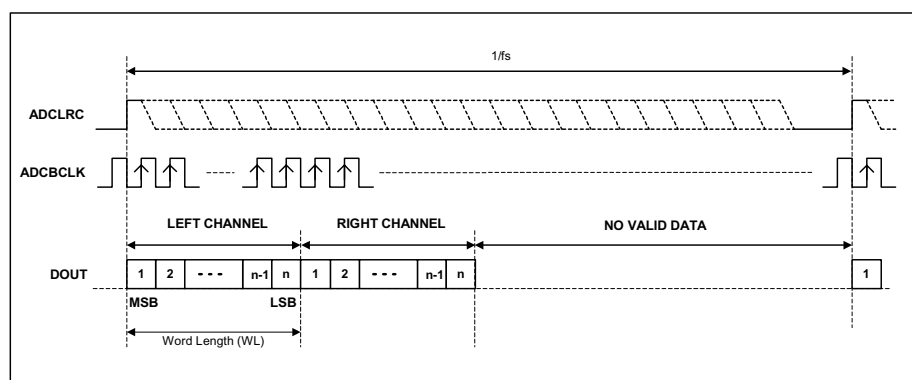 1/fs
ADCLRC
ADCBCLK
LEFT CHANNEL RIGHT CHANNEL NO VALID DATA
DOUT 1 2 n-1 n 1 2 n-1 n 1
MSB LSB
Word Length (WL)